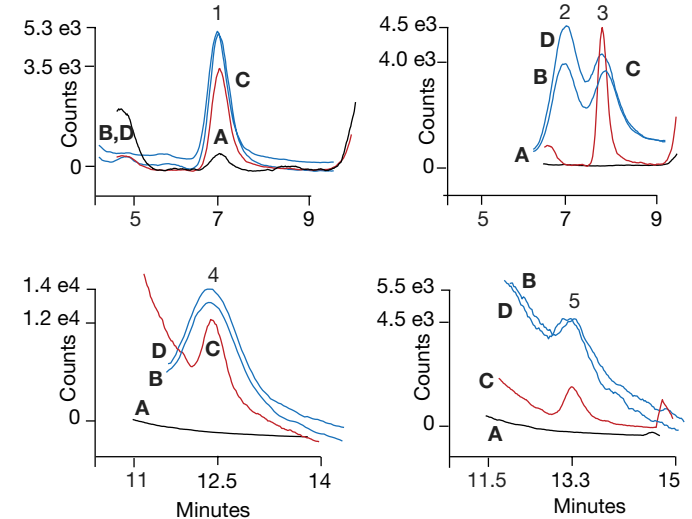 1
5.3 e3
3.5 e3
0
Counts
B,D
C
A
5 7 9
2 3
4.5 e3
4.0 e3
0
Counts
D
B
C
A
5 7 9
4
1.4 e4
1.2 e4
0
Counts
D
B
C
A
11 12.5 14
Minutes
5
5.5 e3
4.5 e3
0
Counts
B
D
C
A
11.5 13.3 15
Minutes